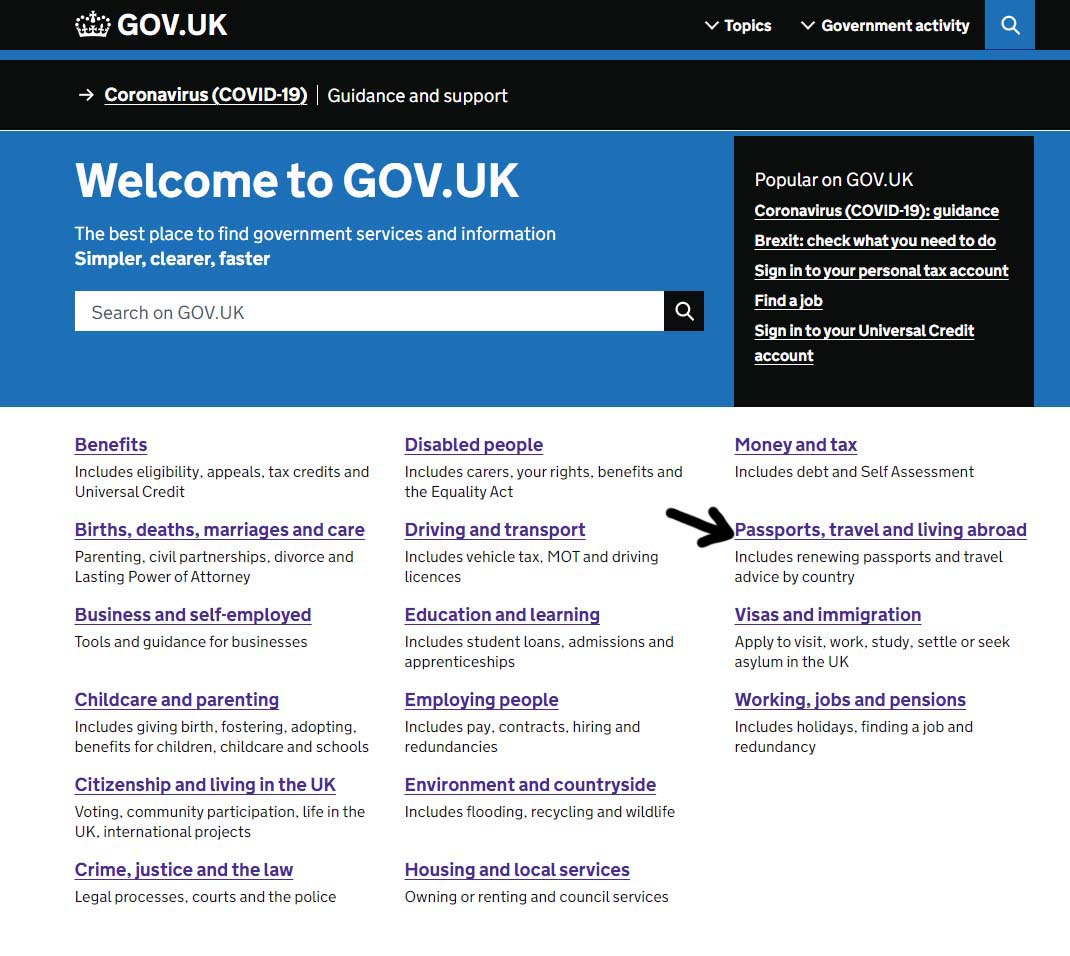 GOV.UK
Topics
Government activity
Coronavirus (COVID-19)
Guidance and support
Welcome to GOV.UK
The best place to find government services and information
Simpler, clearer, faster
Search on GOV.UK
Popular on GOV.UK
Coronavirus (COVID-19): guidance
Brexit: check what you need to do
Sign in to your personal tax account
Find a job
Sign in to your Universal Credit
account
Benefits
Includes eligibility, appeals, tax credits and
Universal Credit
Births, deaths, marriages and care
Parenting, civil partnerships, divorce and
Lasting Power of Attorney
Business and self-employed
Tools and guidance for businesses
Childcare and parenting
Includes giving birth, fostering, adopting,
benefits for children, childcare and schools
Citizenship and living in the UK
Voting, community participation, life in the
UK, international projects
Crime, justice and the law
Legal processes, courts and the police
Disabled people
Includes carers, your rights, benefits and
the Equality Act
Driving and transport
Includes vehicle tax, MOT and driving
licences
Education and learning
Includes student loans, admissions and
apprenticeships
Employing people
Includes pay, contracts, hiring and
redundancies
Environment and countryside
Includes flooding, recycling and wildlife
Housing and local services
Owning or renting and council services
Money and tax
Includes debt and Self Assessment
Passports, travel and living abroad
Includes renewing passports and travel
advice by country
Visas and immigration
Apply to visit, work, study, settle or seek
asylum in the UK
Working, jobs and pensions
Includes holidays, finding a job and
redundancy